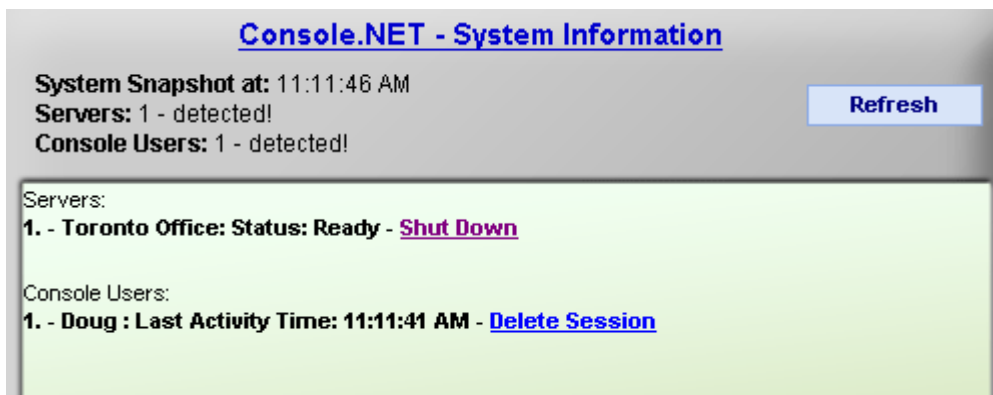 Console.NET - System Information
System Snapshot at: 11:11:46 AM
Servers: 1 - detected!
Refresh
Console Users: 1 - detected!
Servers:
1. - Toronto Office: Status: Ready - Shut Down
Console Users:
1. - Doug : Last Activity Time: 11:11:41 AM - Delete Session